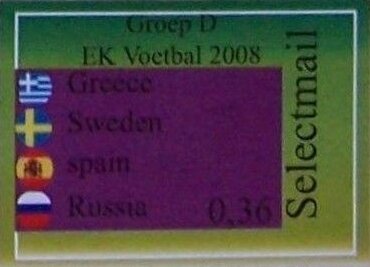 Groep D
EK Voetbal 2008
Greece
Sweden
spain
Russia
0,36
Selectmail